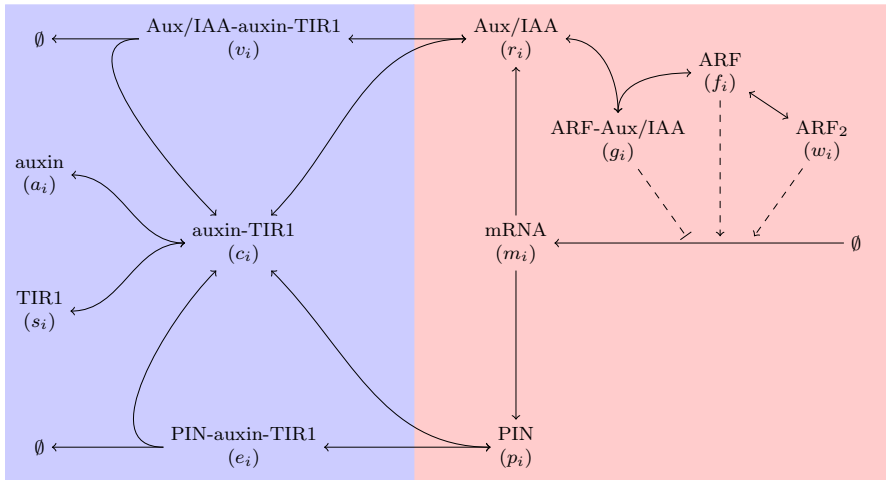 ∅
Aux/IAA-auxin-TIR1
(v_i)
Aux/IAA
(r_i)
ARF
(f_i)
ARF-Aux/IAA
(g_i)
ARF₂
(w_i)
auxin
(a_i)
auxin-TIR1
(c_i)
mRNA
(m_i)
∅
TIR1
(s_i)
∅
PIN-auxin-TIR1
(e_i)
PIN
(p_i)